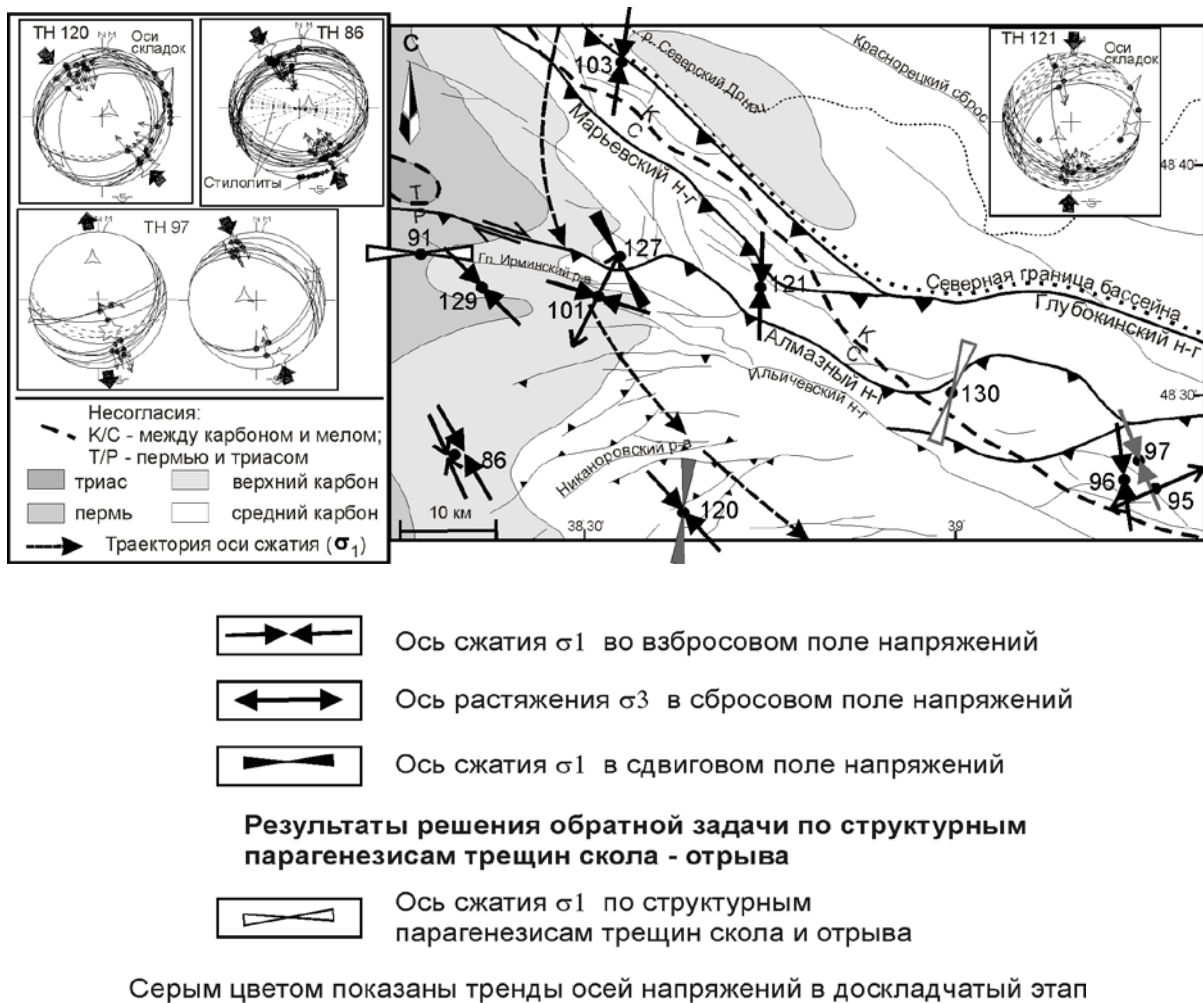 ТН 120
N M
Оси
складок
ТН 86
N M
Стилолиты
ТН 97
N M
ТН 121
Оси
складок
Несогласия:
К/С - между карбоном и мелом;
Т/Р - пермью и триасом
триас
верхний карбон
пермь
средний карбон
Траектория оси сжатия (σ1)
С
103
р. Северский Донец
Краснорецкий сброс
48 40
К
С
Марьевский н-г
Т
Р
91
127
Гл. Ирминский р-в
129
101
121
Северная граница бассейна
Глубокинский н-г
К
С
Алмазный н-г
Ильичевский н-г
130
48 30
86
Никаноровский р-в
120
97
96
95
10 км
38 30
39
Ось сжатия σ1 во взбросовом поле напряжений
Ось растяжения σ3 в сбросовом поле напряжений
Ось сжатия σ1 в сдвиговом поле напряжений
Результаты решения обратной задачи по структурным
парагенезисам трещин скола - отрыва
Ось сжатия σ1 по структурным
парагенезисам трещин скола и отрыва
Серым цветом показаны тренды осей напряжений в доскладчатый этап